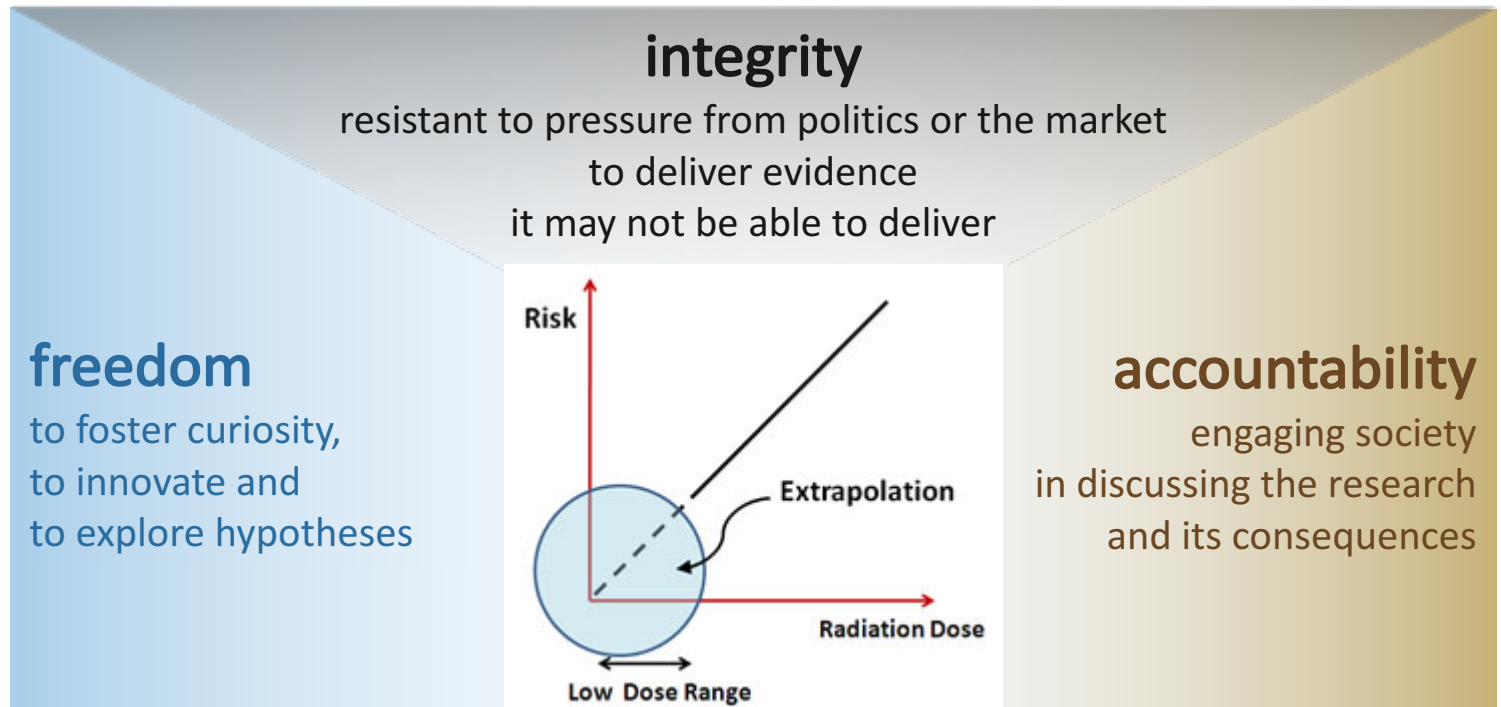 integrity
resistant to pressure from politics or the market
to deliver evidence
it may not be able to deliver
freedom
to foster curiosity,
to innovate and
to explore hypotheses
Risk
Extrapolation
Radiation Dose
Low Dose Range
accountability
engaging society
in discussing the research
and its consequences